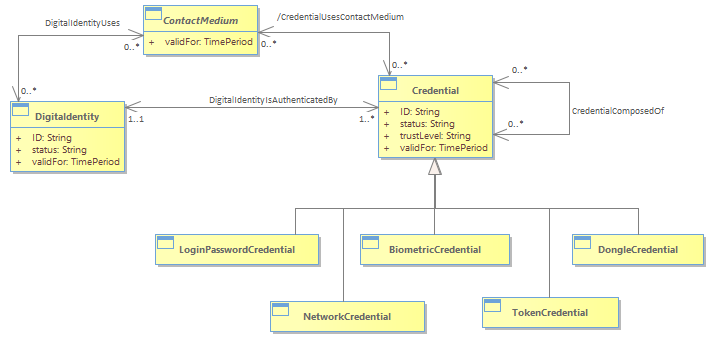 DigitalIdentityUses
ContactMedium
/CredentialUsesContactMedium
+ validFor: TimePeriod
0..*
0..*
0..*
0..*
Credential
0..*
DigitalIdentityIsAuthenticatedBy
DigitalIdentity
1..1
1..*
+ ID: String
+ status: String
+ trustLevel: String
+ validFor: TimePeriod
CredentialComposedOf
0..*
+ ID: String
+ status: String
+ validFor: TimePeriod
LoginPasswordCredential
BiometricCredential
DongleCredential
NetworkCredential
TokenCredential